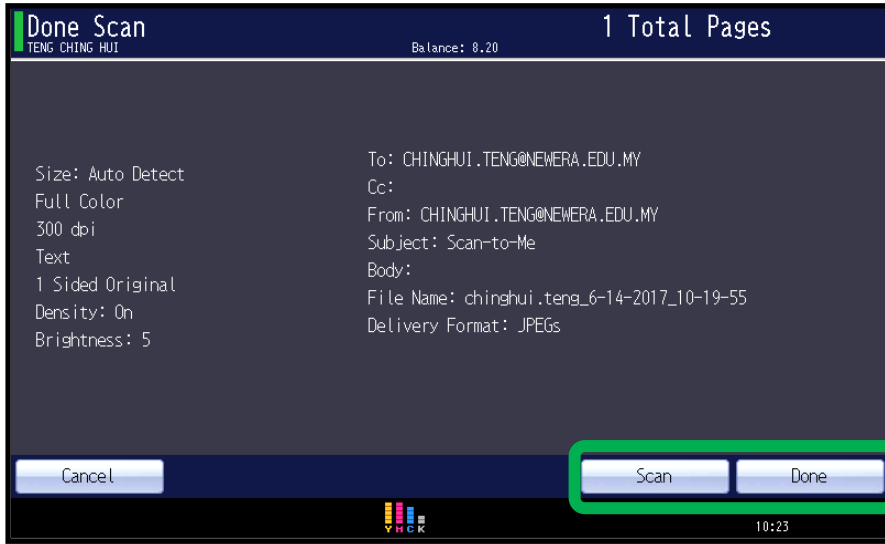 Done Scan
1 Total Pages
TENG CHING HUI
Balance: 8.20
Size: Auto Detect
Full Color
300 dpi
Text
1 Sided Original
Density: On
Brightness: 5
To: CHINGHUI.TENG@NEWERA.EDU.MY
Cc:
From: CHINGHUI.TENG@NEWERA.EDU.MY
Subject: Scan-to-Me
Body:
File Name: chinghui.teng_6-14-2017_10-19-55
Delivery Format: JPEGs
Cancel
Scan
Done
Y M C K
10:23